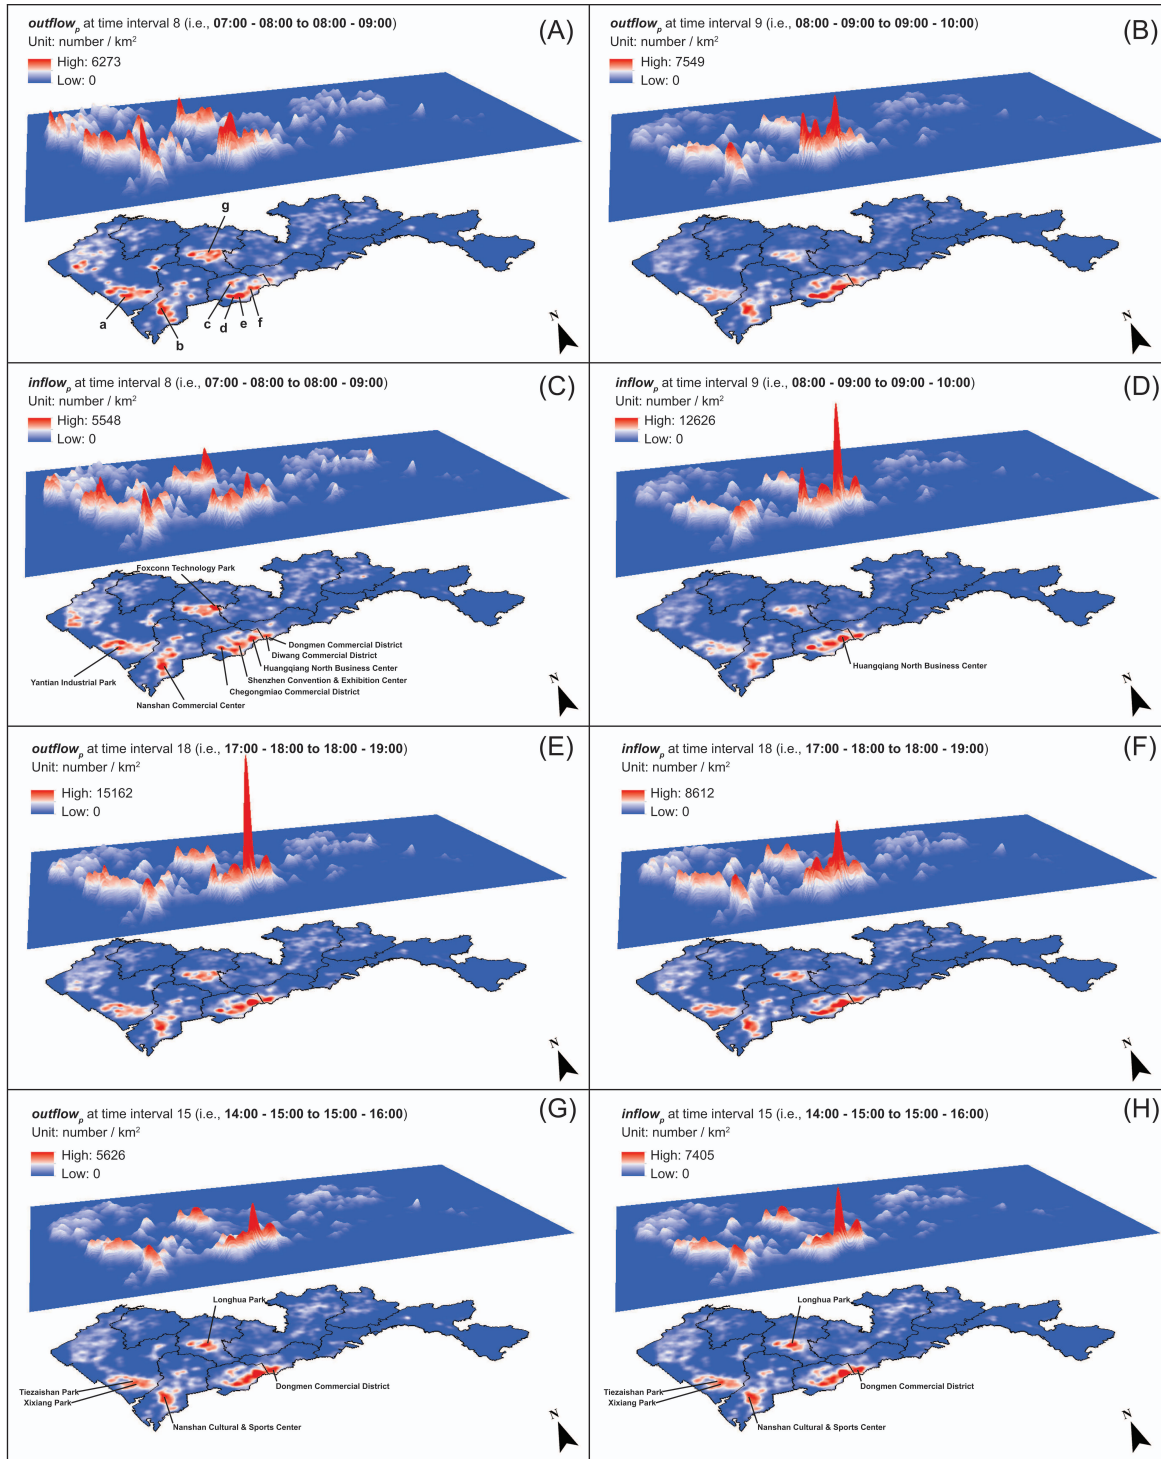 outflowp at time interval 8 (i.e., 07:00 - 08:00 to 08:00 - 09:00)
(A)
Unit: number / km2
High: 6273
Low: 0
g
a
b
c
d
e
f
N
outflowp at time interval 9 (i.e., 08:00 - 09:00 to 09:00 - 10:00)
(B)
Unit: number / km2
High: 7549
Low: 0
N
inflowp at time interval 8 (i.e., 07:00 - 08:00 to 08:00 - 09:00)
(C)
Unit: number / km2
High: 5548
Low: 0
Foxconn Technology Park
Dongmen Commercial District
Diwang Commercial District
Huangqiang North Business Center
Shenzhen Convention & Exhibition Center
Chegongmiao Commercial District
Yantian Industrial Park
Nanshan Commercial Center
N
inflowp at time interval 9 (i.e., 08:00 - 09:00 to 09:00 - 10:00)
(D)
Unit: number / km2
High: 12626
Low: 0
Huangqiang North Business Center
N
outflowp at time interval 18 (i.e., 17:00 - 18:00 to 18:00 - 19:00)
(E)
Unit: number / km2
High: 15162
Low: 0
N
inflowp at time interval 18 (i.e., 17:00 - 18:00 to 18:00 - 19:00)
(F)
Unit: number / km2
High: 8612
Low: 0
N
outflowp at time interval 15 (i.e., 14:00 - 15:00 to 15:00 - 16:00)
(G)
Unit: number / km2
High: 5626
Low: 0
Longhua Park
Dongmen Commercial District
Tiezaishan Park
Xixiang Park
Nanshan Cultural & Sports Center
N
inflowp at time interval 15 (i.e., 14:00 - 15:00 to 15:00 - 16:00)
(H)
Unit: number / km2
High: 7405
Low: 0
Longhua Park
Dongmen Commercial District
Tiezaishan Park
Xixiang Park
Nanshan Cultural & Sports Center
N